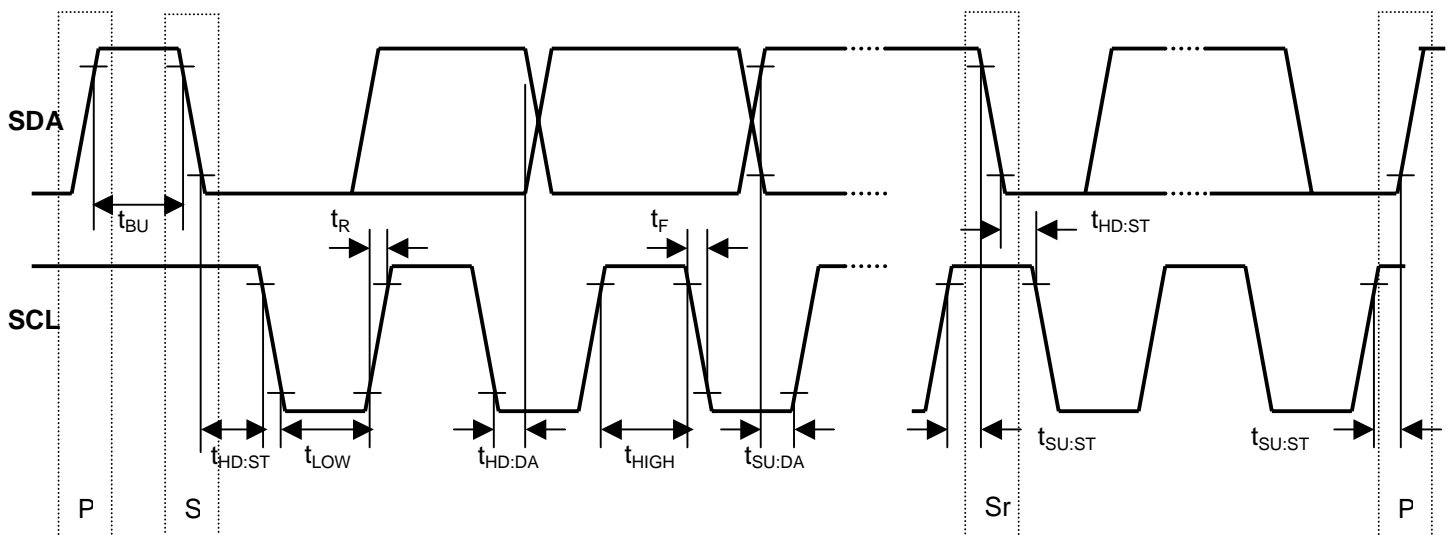 SDA
t_BU
t_R
t_F
t_HD:ST
SCL
t_HD:ST
t_LOW
t_HD:DA
t_HIGH
t_SU:DA
t_SU:ST
t_SU:ST
P
S
Sr
P